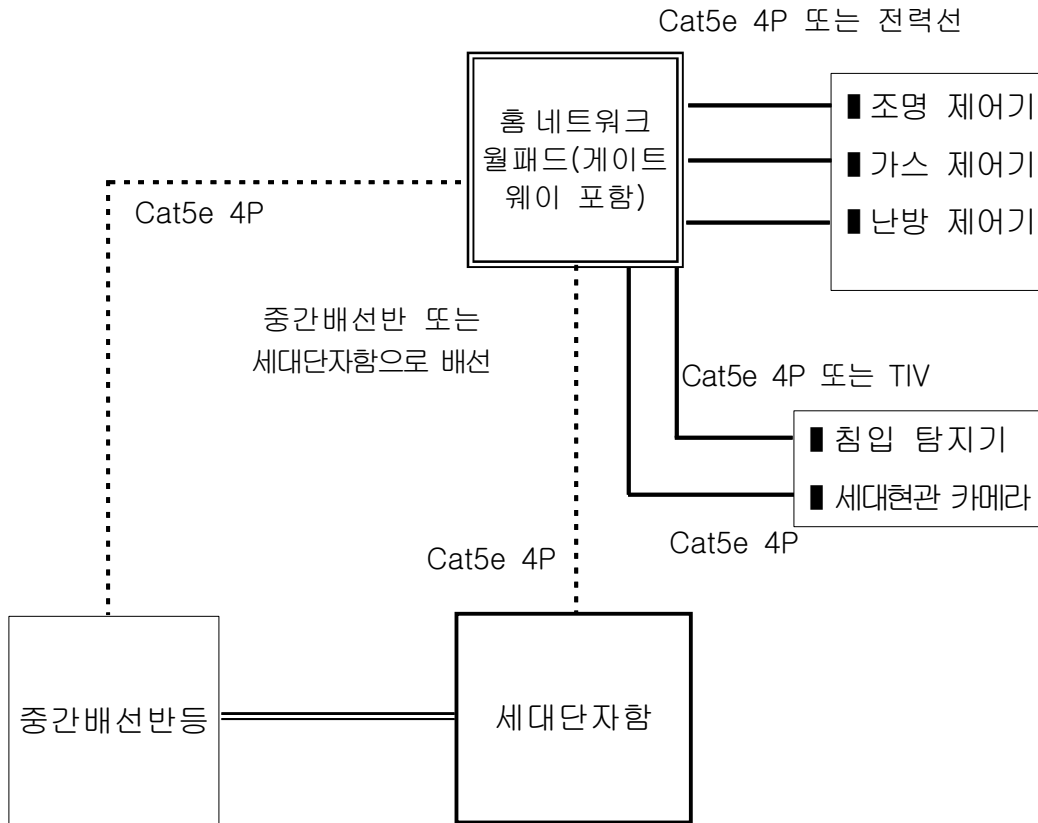 Cat5e 4P 또는 전력선
홈 네트워크
월패드(게이트
웨이 포함)
■ 조명 제어기
■ 가스 제어기
■ 난방 제어기
Cat5e 4P
중간배선반 또는
세대단자함으로 배선
Cat5e 4P 또는 TIV
■ 침입 탐지기
■ 세대현관 카메라
Cat5e 4P
Cat5e 4P
중간배선반등
세대단자함